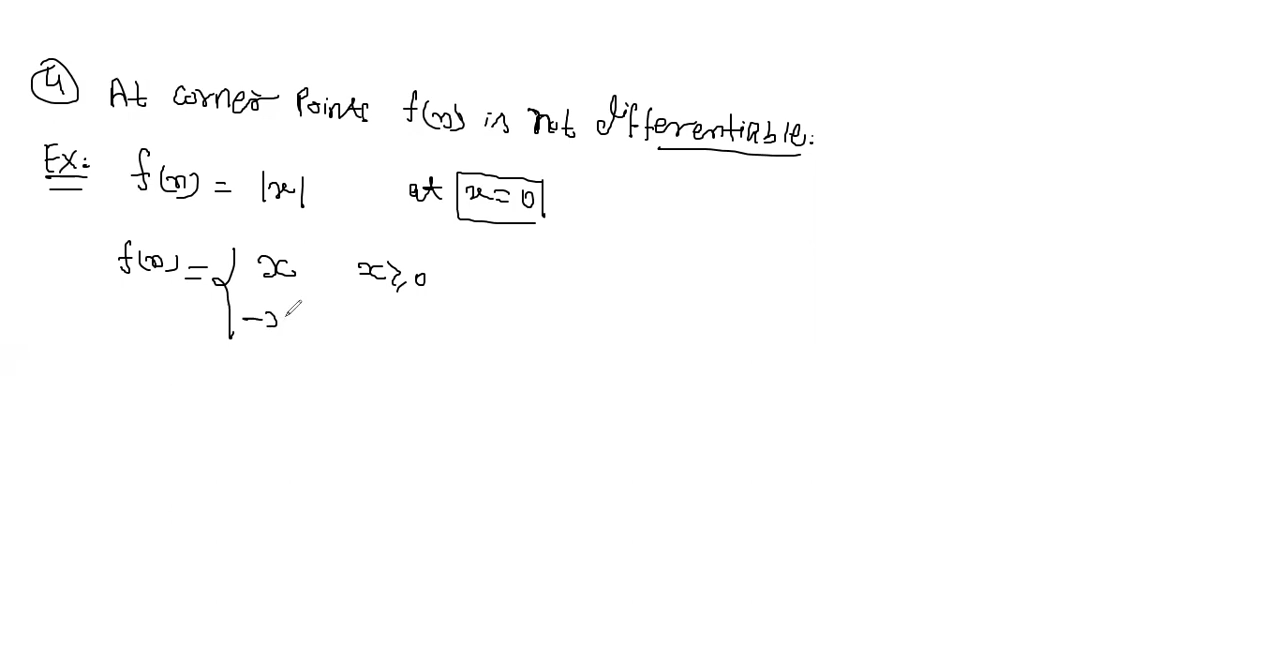 ④ At corner Points f(x) is not differentiable.
Ex: f(x) = |x| at x = 0
f(x) = { x x ≥ 0
-x